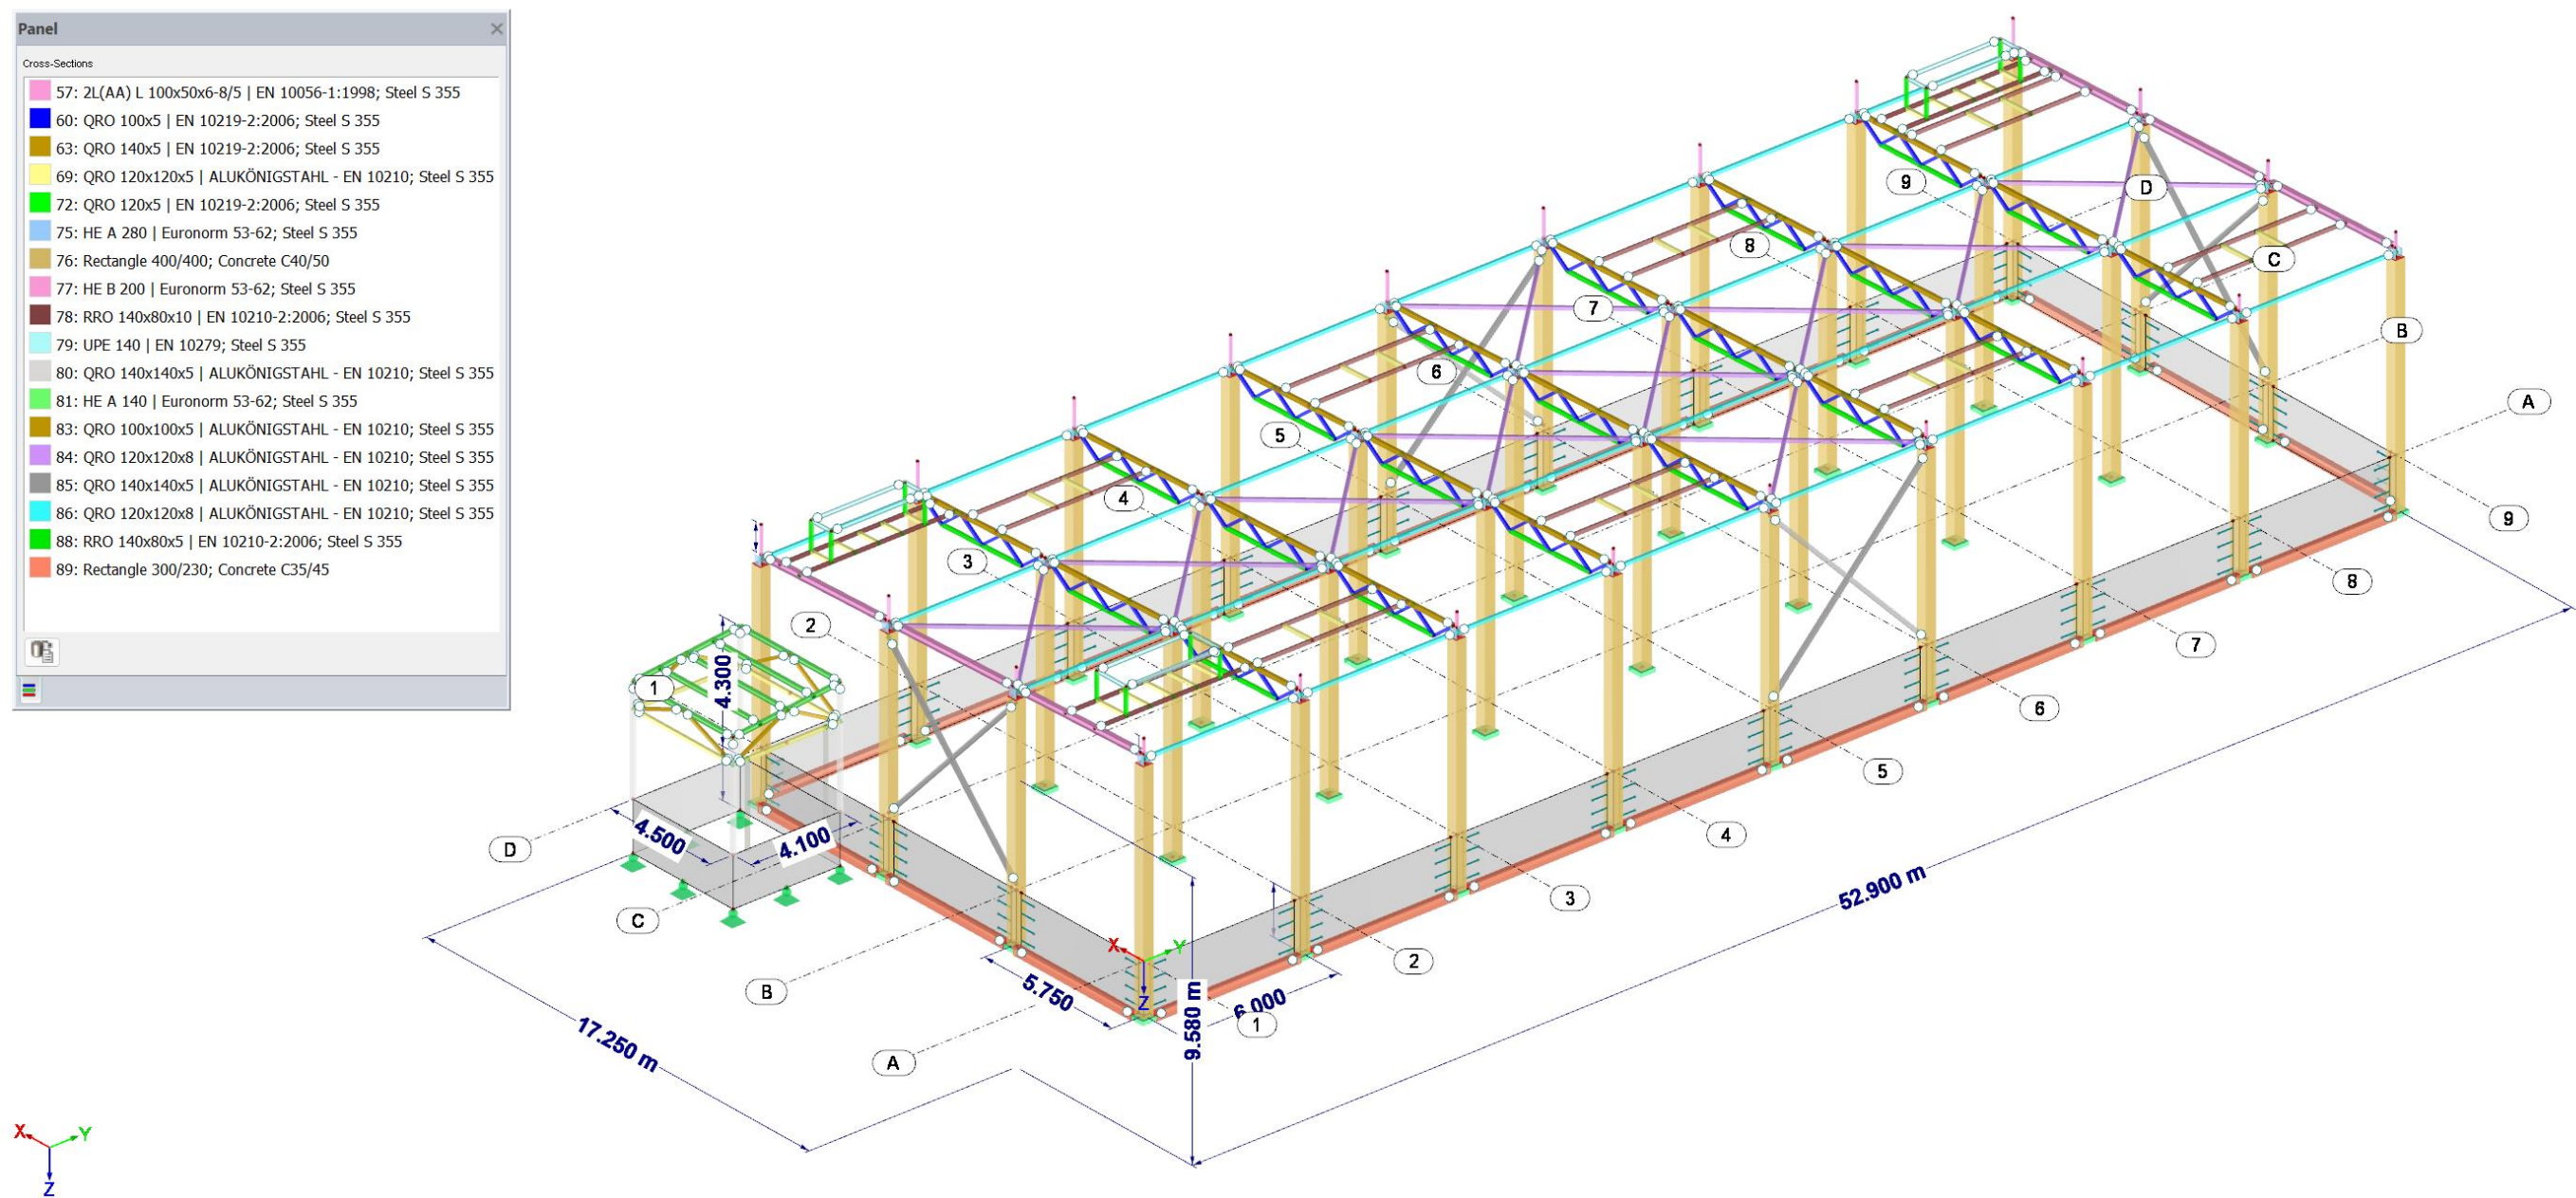 Panel
Cross-Sections
57: 2L(AA) L 100x50x6-8/5 | EN 10056-1:1998; Steel S 355
60: QRO 100x5 | EN 10219-2:2006; Steel S 355
63: QRO 140x5 | EN 10219-2:2006; Steel S 355
69: QRO 120x120x5 | ALUKÖNIGSTAHL - EN 10210; Steel S 355
72: QRO 120x5 | EN 10219-2:2006; Steel S 355
75: HE A 280 | Euronorm 53-62; Steel S 355
76: Rectangle 400/400; Concrete C40/50
77: HE B 200 | Euronorm 53-62; Steel S 355
78: RRO 140x80x10 | EN 10210-2:2006; Steel S 355
79: UPE 140 | EN 10279; Steel S 355
80: QRO 140x140x5 | ALUKÖNIGSTAHL - EN 10210; Steel S 355
81: HE A 140 | Euronorm 53-62; Steel S 355
83: QRO 100x100x5 | ALUKÖNIGSTAHL - EN 10210; Steel S 355
84: QRO 120x120x8 | ALUKÖNIGSTAHL - EN 10210; Steel S 355
85: QRO 140x140x5 | ALUKÖNIGSTAHL - EN 10210; Steel S 355
86: QRO 120x120x8 | ALUKÖNIGSTAHL - EN 10210; Steel S 355
88: RRO 140x80x5 | EN 10210-2:2006; Steel S 355
89: Rectangle 300/230; Concrete C35/45
9
D
8
C
7
B
6
A
5
4
9
3
8
2
7
1
4.300
6
5
4.500
4.100
4
D
3
C
52.900 m
2
B
5.750
6.000
1
9.580 m
17.250 m
A
X
Y
Z
X
Y
Z